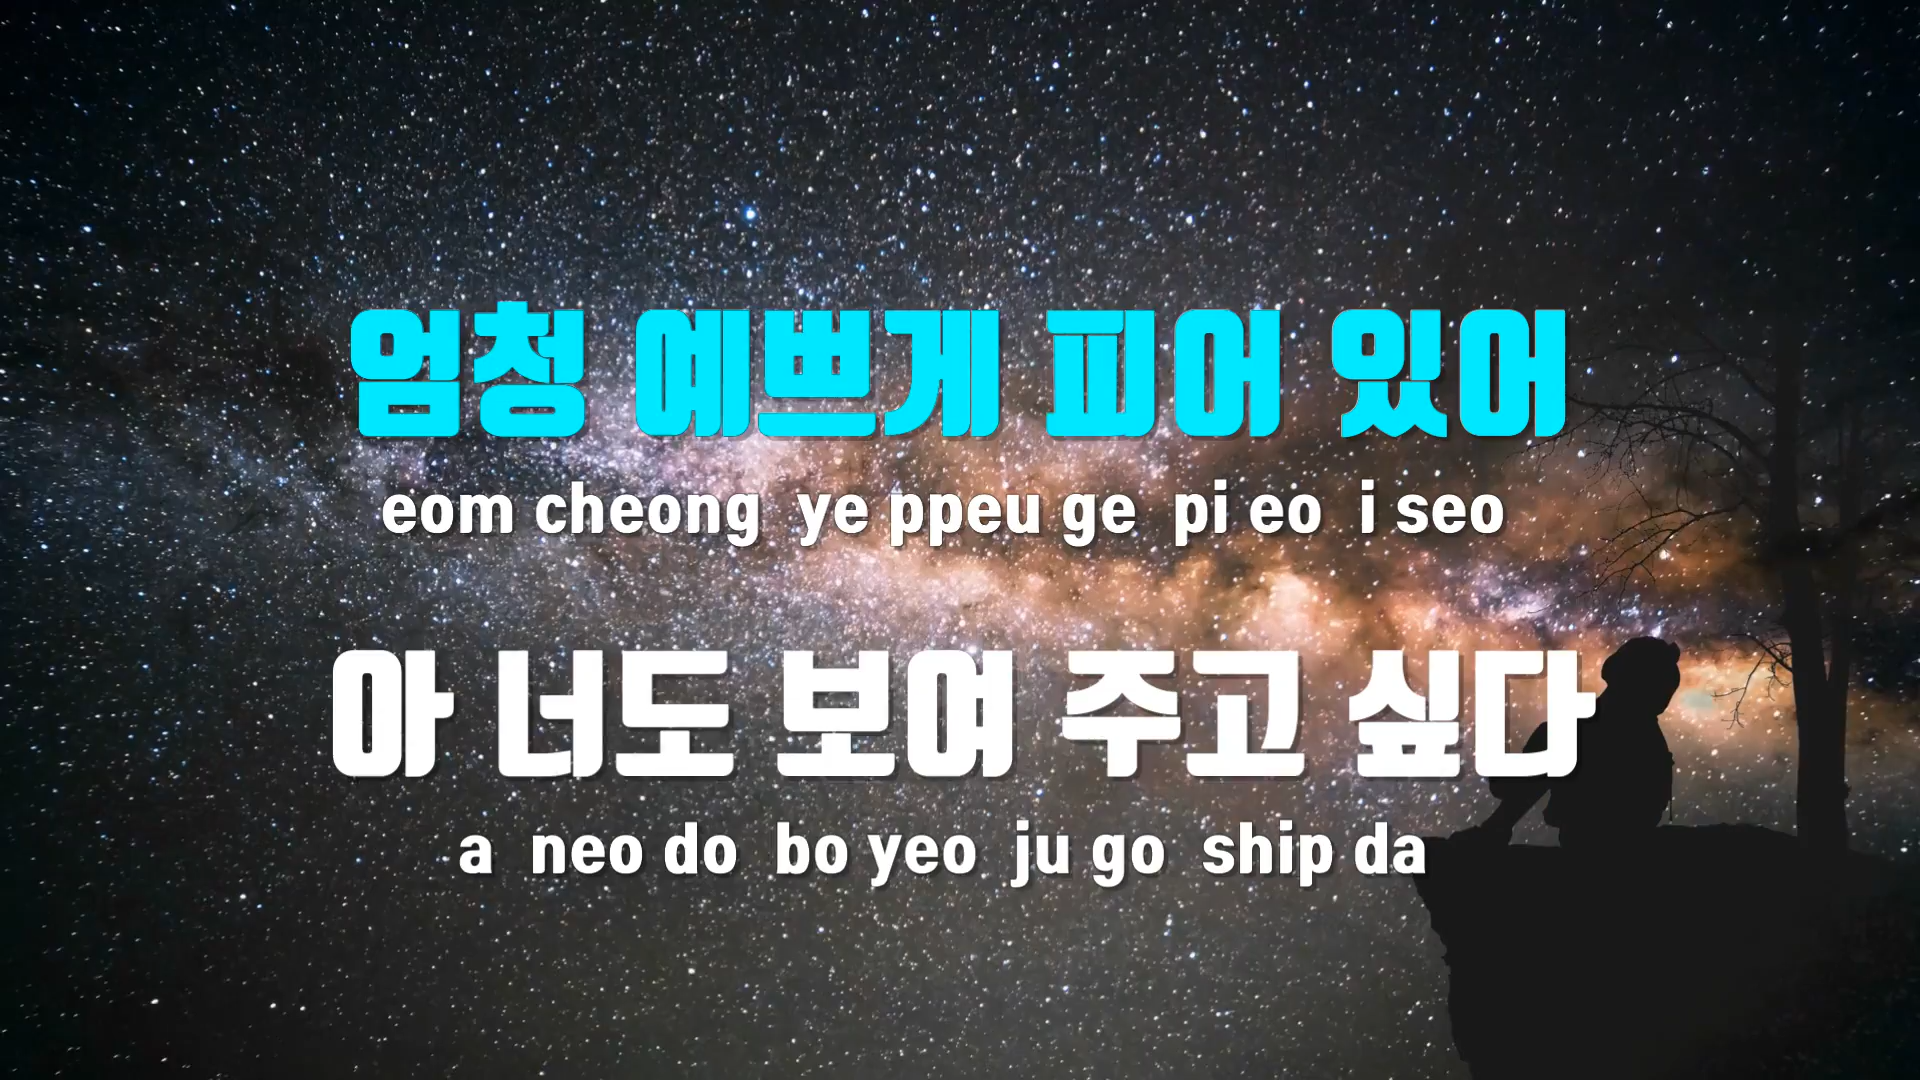 엄청 예쁘게 피어 있어
eom cheong ye ppeu ge pi eo i seo
아 너도 보여 주고 싶다
a neo do bo yeo ju go ship da